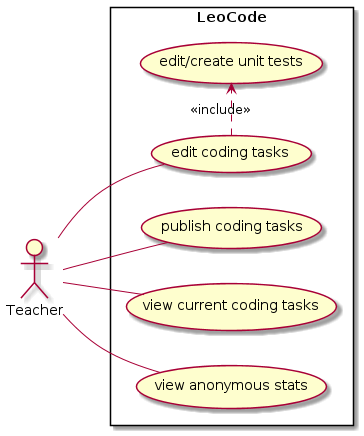 LeoCode
edit/create unit tests
«include»
edit coding tasks
publish coding tasks
Teacher
view current coding tasks
view anonymous stats